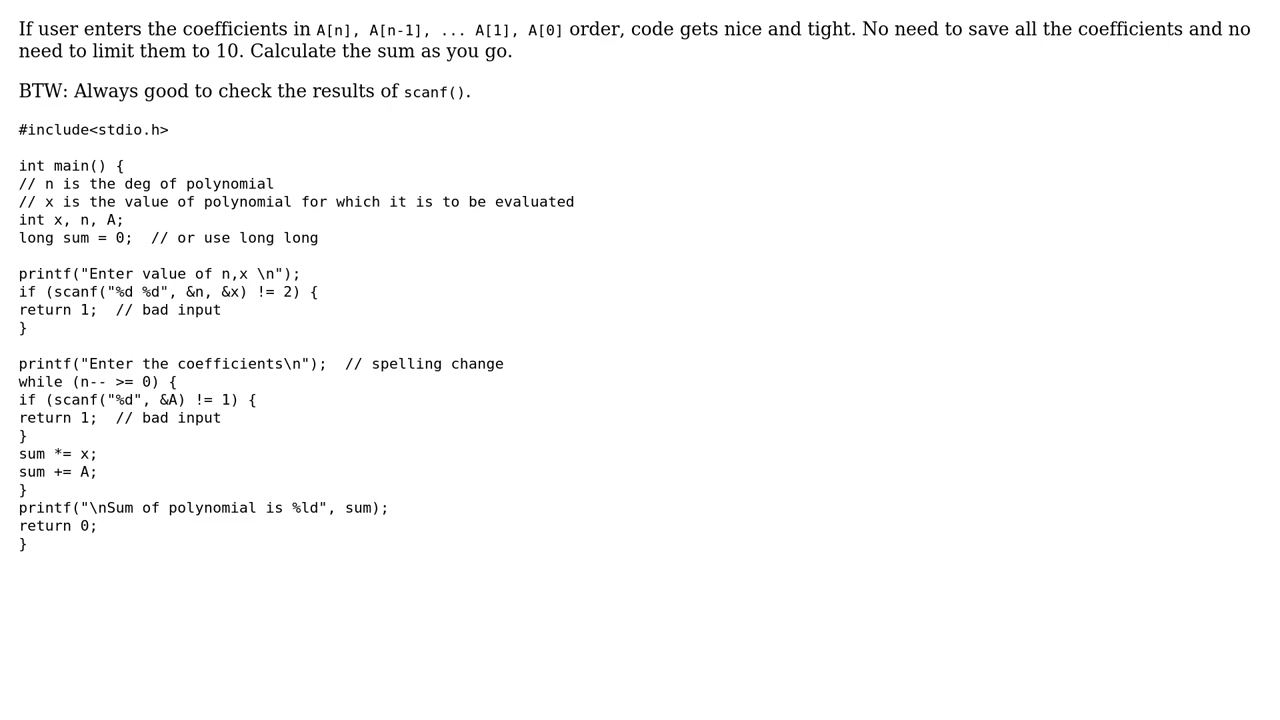 If user enters the coefficients in A[n], A[n-1], ... A[1], A[0] order, code gets nice and tight. No need to save all the coefficients and no
need to limit them to 10. Calculate the sum as you go.
BTW: Always good to check the results of scanf().
#include<stdio.h>
int main() {
// n is the deg of polynomial
// x is the value of polynomial for which it is to be evaluated
int x, n, A;
long sum = 0;  // or use long long
printf("Enter value of n,x \n");
if (scanf("%d %d", &n, &x) != 2) {
return 1;  // bad input
}
printf("Enter the coefficients\n");  // spelling change
while (n-- >= 0) {
if (scanf("%d", &A) != 1) {
return 1;  // bad input
}
sum *= x;
sum += A;
}
printf("\nSum of polynomial is %ld", sum);
return 0;
}